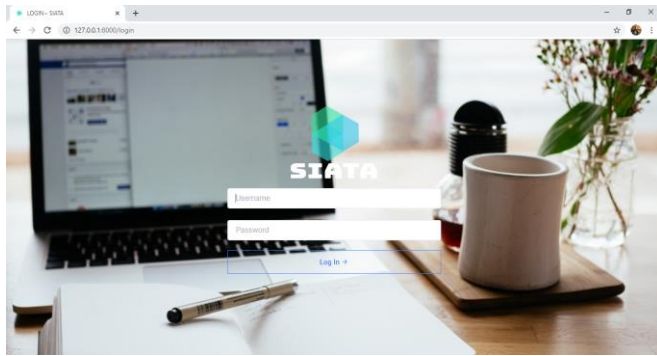 LOGIN - SIATA
127.0.0.1:8000/login
SIATA
Username
Password
Log In →